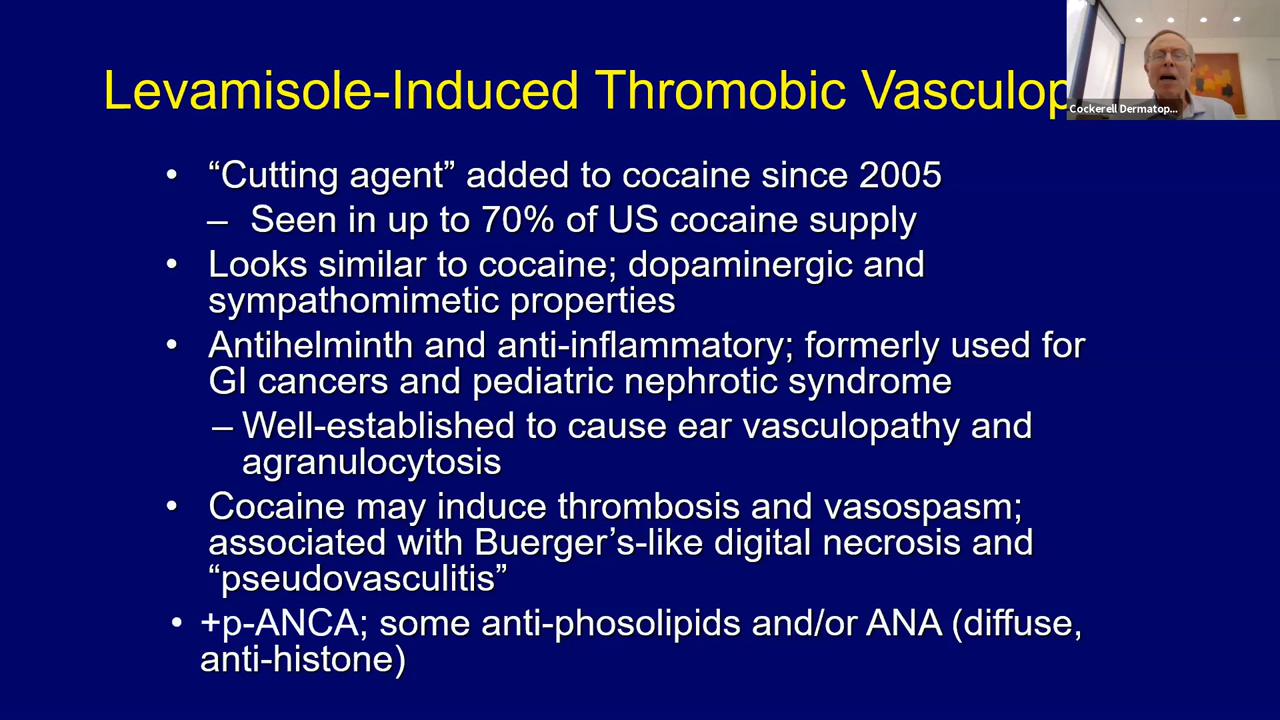 Levamisole-Induced Thromobic Vasculop
Cockerell Dermatop...
• “Cutting agent” added to cocaine since 2005
– Seen in up to 70% of US cocaine supply
• Looks similar to cocaine; dopaminergic and
sympathomimetic properties
• Antihelminth and anti-inflammatory; formerly used for
GI cancers and pediatric nephrotic syndrome
– Well-established to cause ear vasculopathy and
agranulocytosis
• Cocaine may induce thrombosis and vasospasm;
associated with Buerger’s-like digital necrosis and
“pseudovasculitis”
• +p-ANCA; some anti-phosolipids and/or ANA (diffuse,
anti-histone)